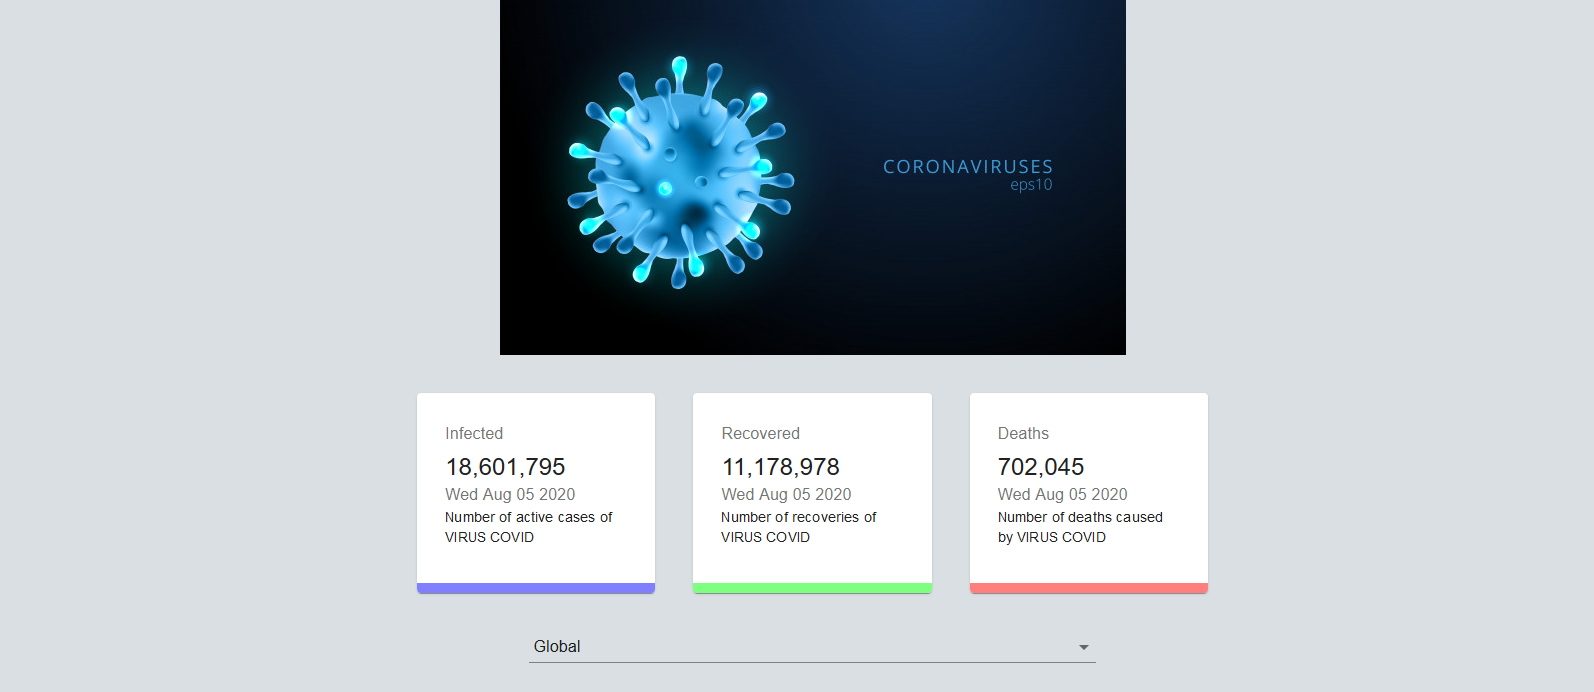 CORONAVIRUSES
eps10
Infected
18,601,795
Wed Aug 05 2020
Number of active cases of
VIRUS COVID
Recovered
11,178,978
Wed Aug 05 2020
Number of recoveries of
VIRUS COVID
Deaths
702,045
Wed Aug 05 2020
Number of deaths caused
by VIRUS COVID
Global